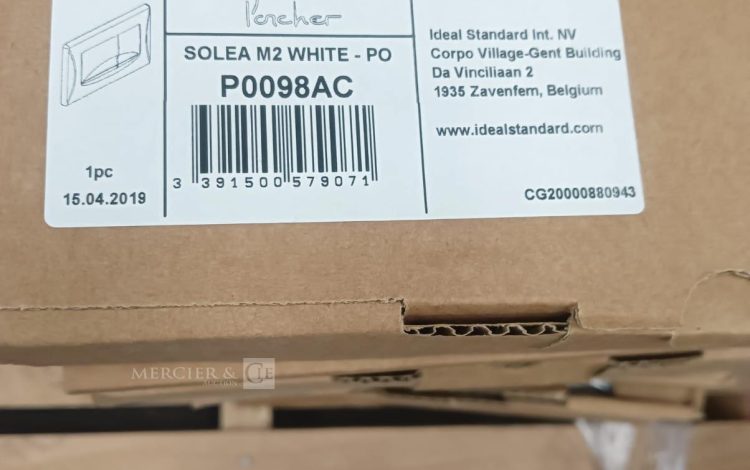 Porcher
SOLEA M2 WHITE - PO
P0098AC
3 391500 579071
1pc
15.04.2019
Ideal Standard Int. NV
Corpo Village-Gent Building
Da Vinciliaan 2
1935 Zavenfem, Belgium
www.idealstandard.com
CG20000880943
MERCIER & CIE
AUCTION